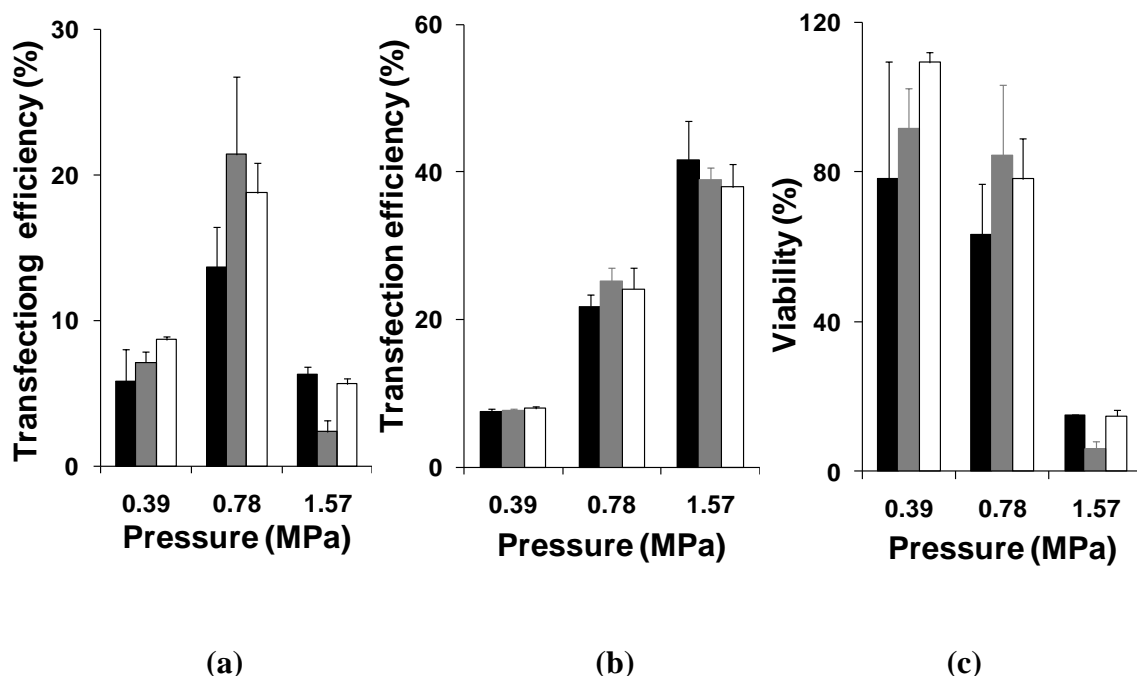 Transfectiong efficiency (%)
30
20
10
0
0.39 0.78 1.57
Pressure (MPa)
(a)
Transfection efficiency (%)
60
40
20
0
0.39 0.78 1.57
Pressure (MPa)
(b)
Viability (%)
120
80
40
0
0.39 0.78 1.57
Pressure (MPa)
(c)